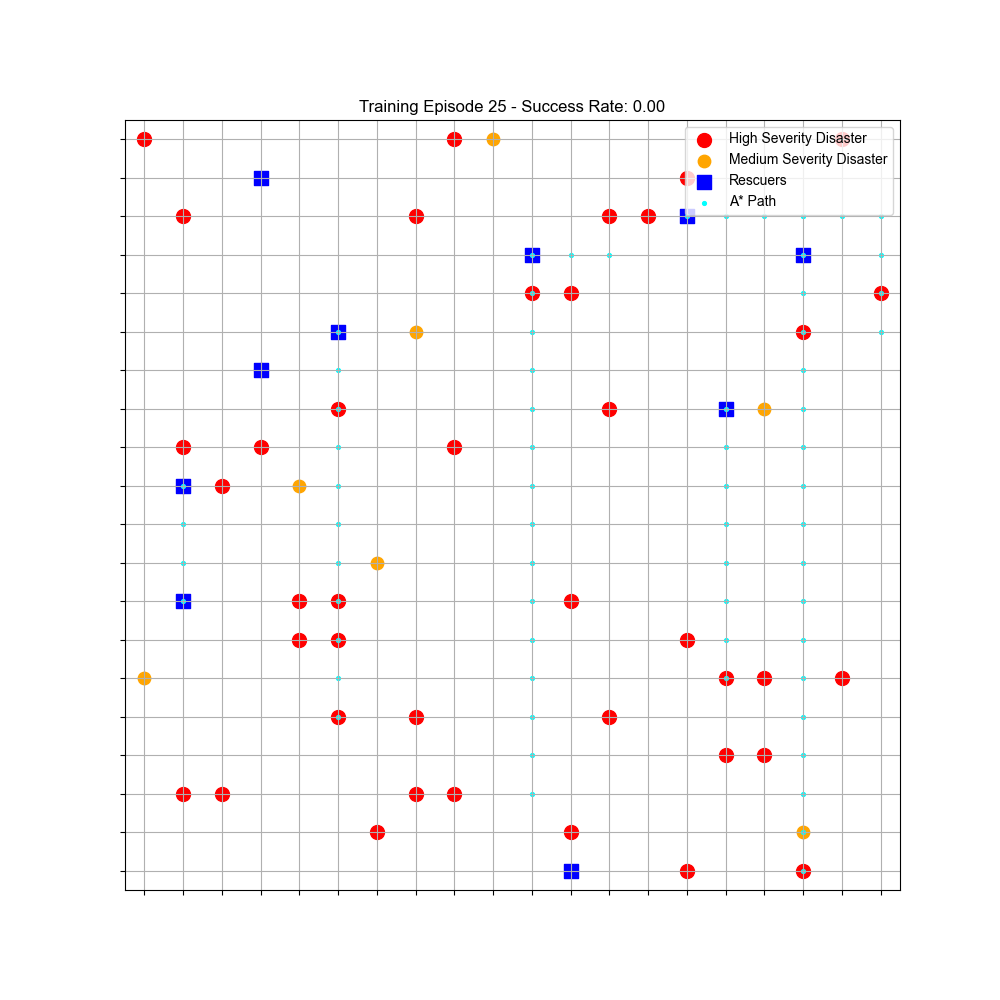 Training Episode 25 - Success Rate: 0.00
High Severity Disaster
Medium Severity Disaster
Rescuers
A* Path